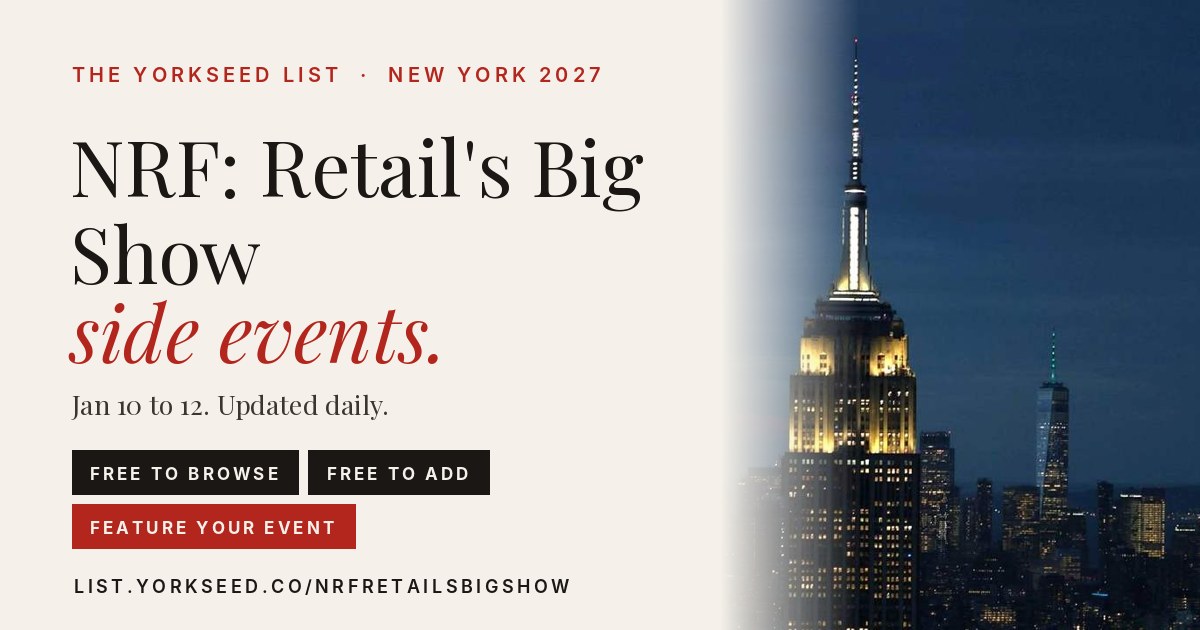 THE YORKSEED LIST · NEW YORK 2027
NRF: Retail's Big
Show
side events.
Jan 10 to 12. Updated daily.
FREE TO BROWSE FREE TO ADD
FEATURE YOUR EVENT
LIST.YORKSEED.CO/NRFRETAILSBIGSHOW